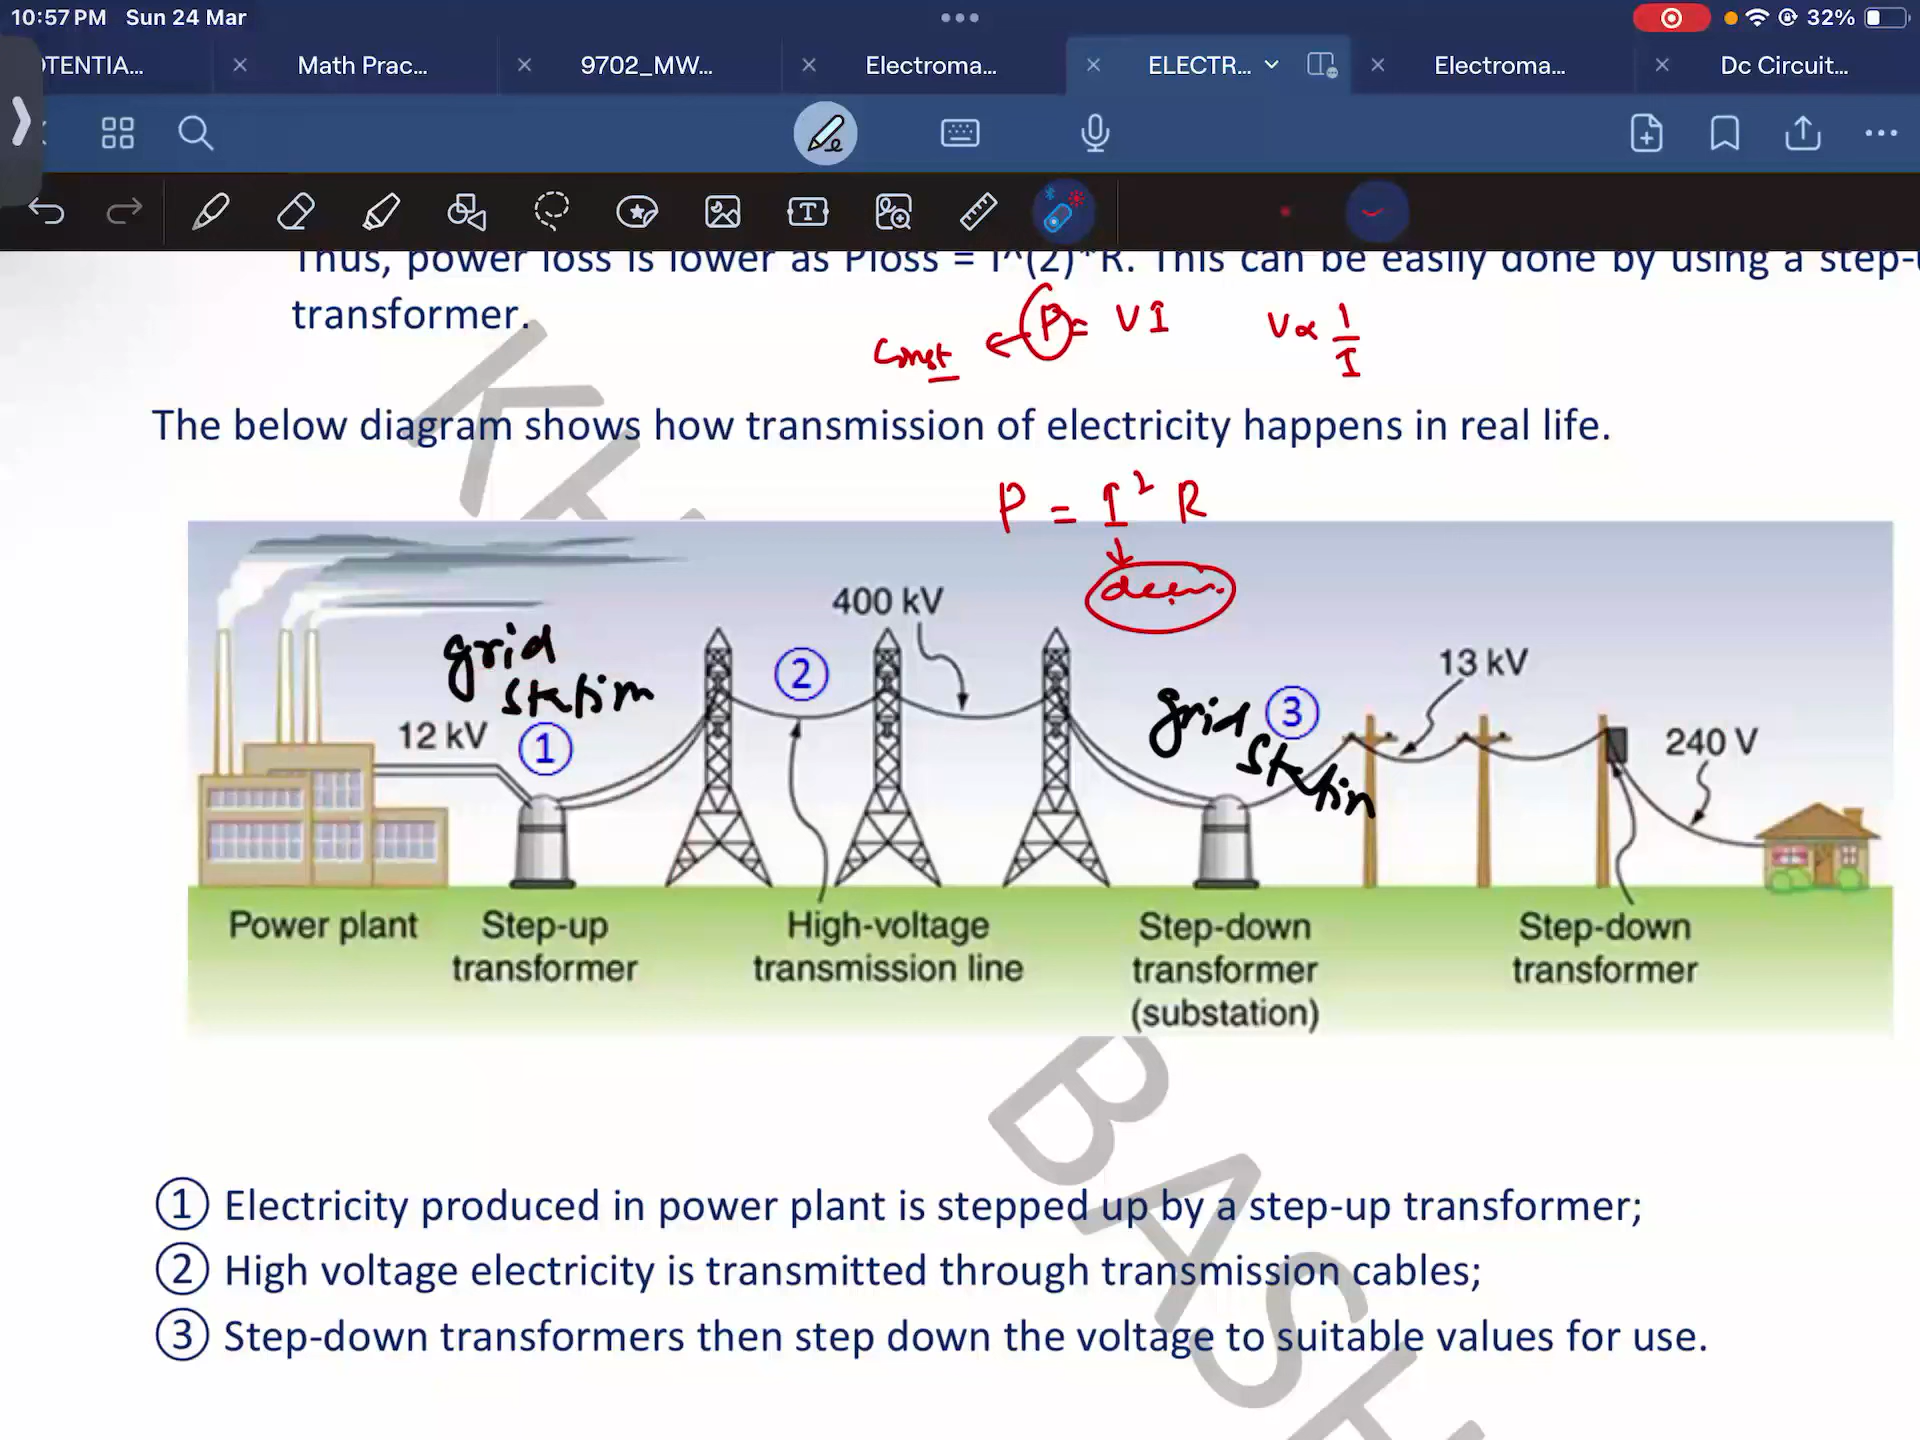 10:57 PM Sun 24 Mar
32%
OTENTIA...
Math Prac...
9702_MW...
Electroma...
ELECTR...
Electroma...
Dc Circuit...
Thus, power loss is lower as Ploss = I^(2)*R. This can be easily done by using a step-
transformer.
Const ← P = VI
V ∝ 1/I
The below diagram shows how transmission of electricity happens in real life.
P = I² R
400 kV
grid
station
2
13 kV
12 kV
1
grid
station
3
240 V
Power plant
Step-up
transformer
High-voltage
transmission line
Step-down
transformer
(substation)
Step-down
transformer
① Electricity produced in power plant is stepped up by a step-up transformer;
② High voltage electricity is transmitted through transmission cables;
③ Step-down transformers then step down the voltage to suitable values for use.
BASH